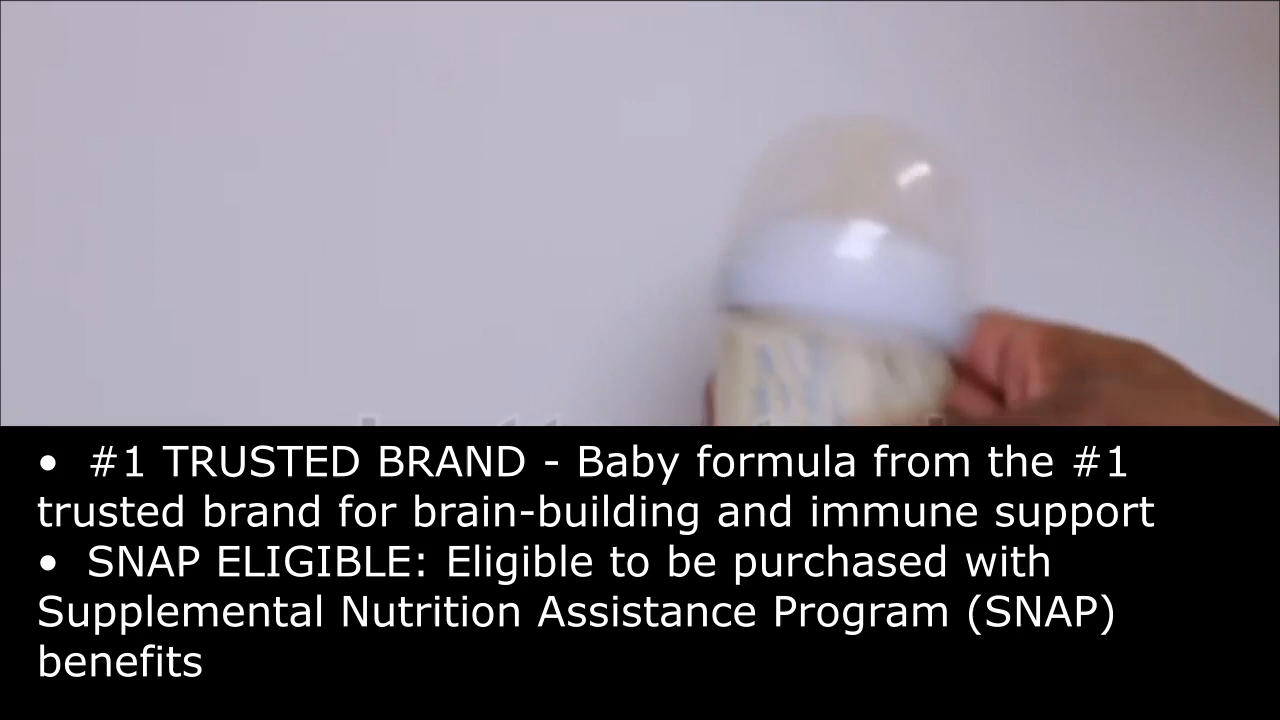 • #1 TRUSTED BRAND - Baby formula from the #1
trusted brand for brain-building and immune support
• SNAP ELIGIBLE: Eligible to be purchased with
Supplemental Nutrition Assistance Program (SNAP)
benefits